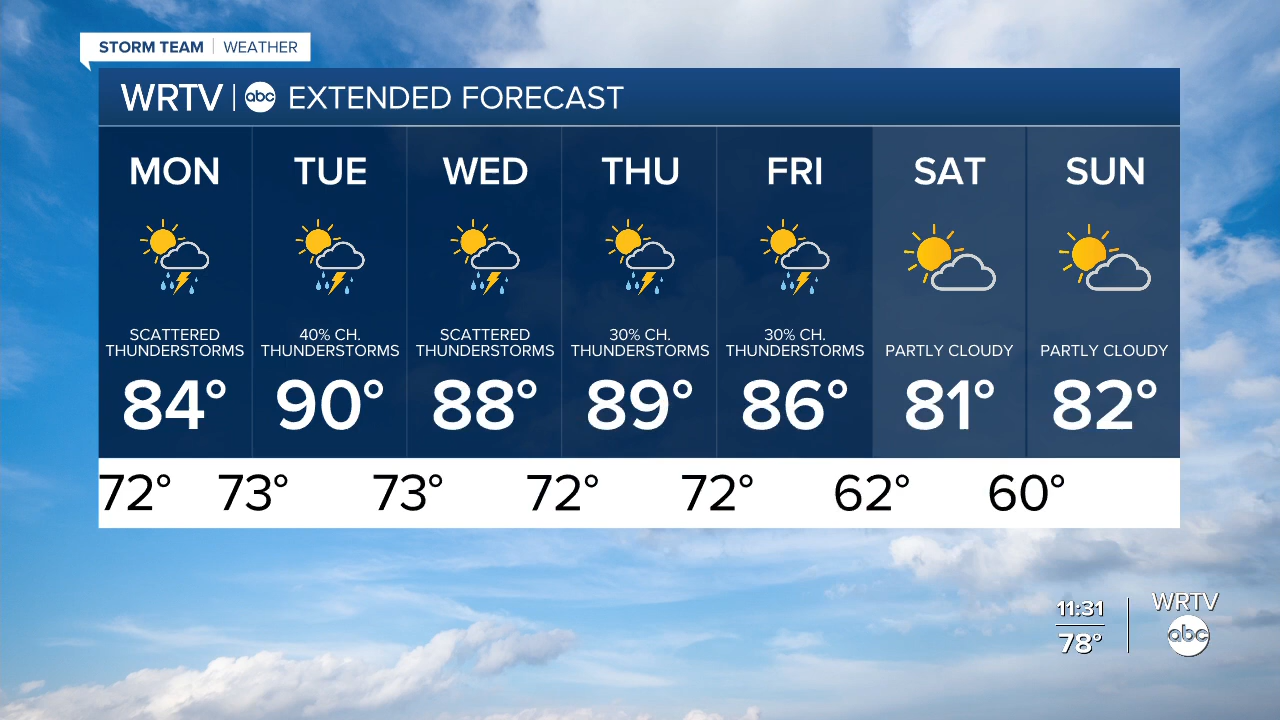 STORM TEAM | WEATHER
WRTV | abc EXTENDED FORECAST
MON TUE WED THU FRI SAT SUN
SCATTERED THUNDERSTORMS
40% CH. THUNDERSTORMS
SCATTERED THUNDERSTORMS
30% CH. THUNDERSTORMS
30% CH. THUNDERSTORMS
PARTLY CLOUDY
PARTLY CLOUDY
84° 90° 88° 89° 86° 81° 82°
72° 73° 73° 72° 72° 62° 60°
11:31
78°
WRTV
abc